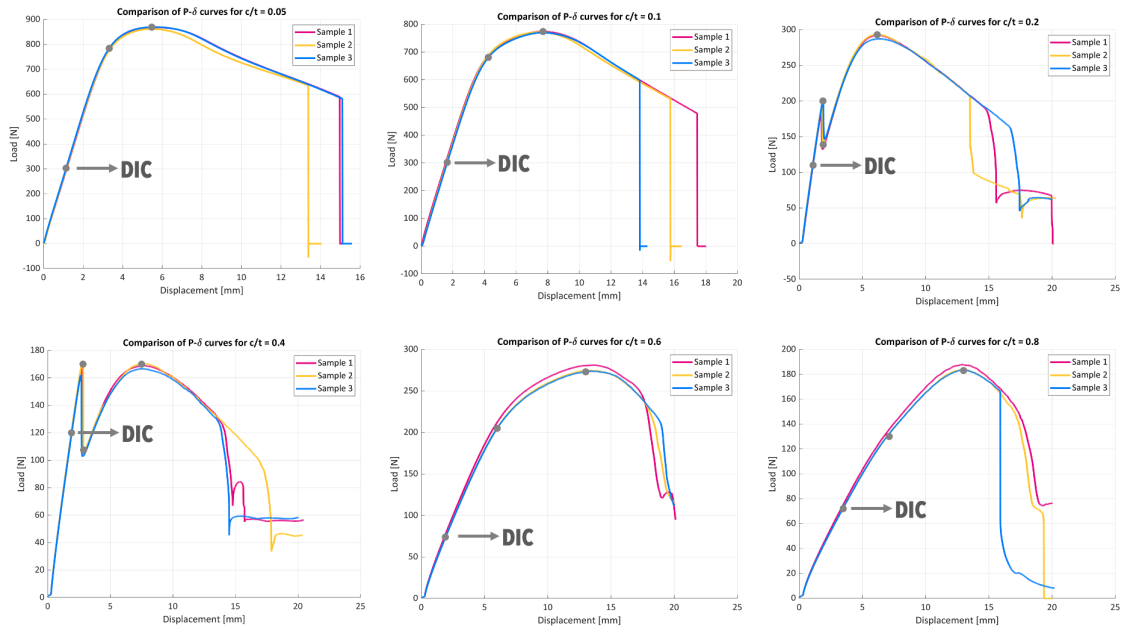 Comparison of P-δ curves for c/t = 0.05
900
800
700
600
500
400
300
200
100
0
-100
Load [N]
0 2 4 6 8 10 12 14 16
Displacement [mm]
Sample 1
Sample 2
Sample 3
DIC
Comparison of P-δ curves for c/t = 0.1
800
700
600
500
400
300
200
100
0
-100
Load [N]
0 2 4 6 8 10 12 14 16 18 20
Displacement [mm]
Sample 1
Sample 2
Sample 3
DIC
Comparison of P-δ curves for c/t = 0.2
300
250
200
150
100
50
0
-50
Load [N]
0 5 10 15 20 25
Displacement [mm]
Sample 1
Sample 2
Sample 3
DIC
Comparison of P-δ curves for c/t = 0.4
180
160
140
120
100
80
60
40
20
0
Load [N]
0 5 10 15 20 25
Displacement [mm]
Sample 1
Sample 2
Sample 3
DIC
Comparison of P-δ curves for c/t = 0.6
300
250
200
150
100
50
0
Load [N]
0 5 10 15 20 25
Displacement [mm]
Sample 1
Sample 2
Sample 3
DIC
Comparison of P-δ curves for c/t = 0.8
200
180
160
140
120
100
80
60
40
20
0
Load [N]
0 5 10 15 20 25
Displacement [mm]
Sample 1
Sample 2
Sample 3
DIC